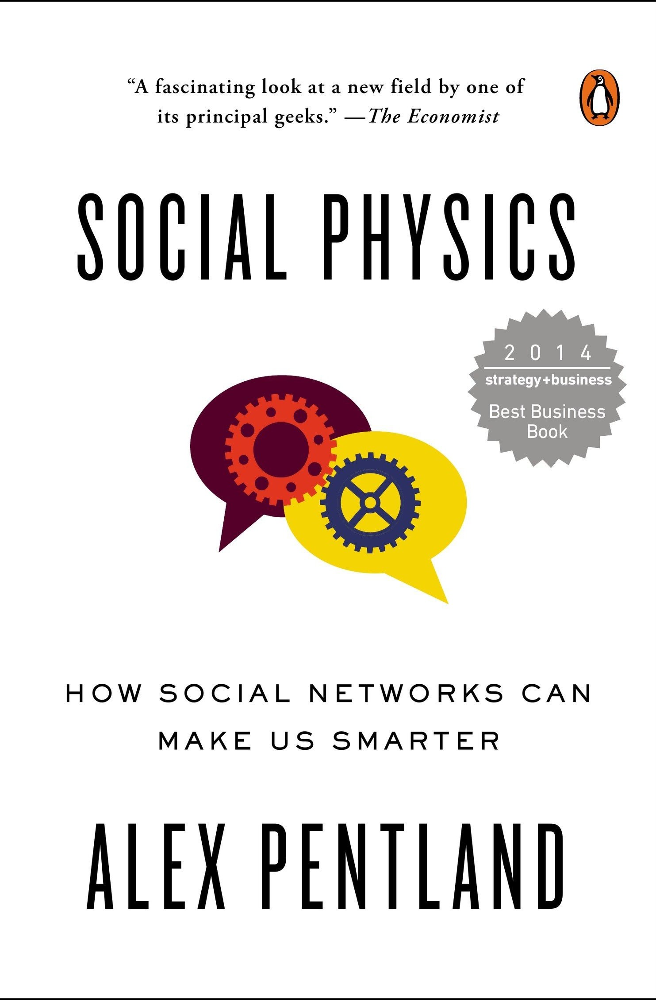 “A fascinating look at a new field by one of
its principal geeks.” —The Economist
SOCIAL PHYSICS
2014
strategy+business
Best Business
Book
HOW SOCIAL NETWORKS CAN
MAKE US SMARTER
ALEX PENTLAND